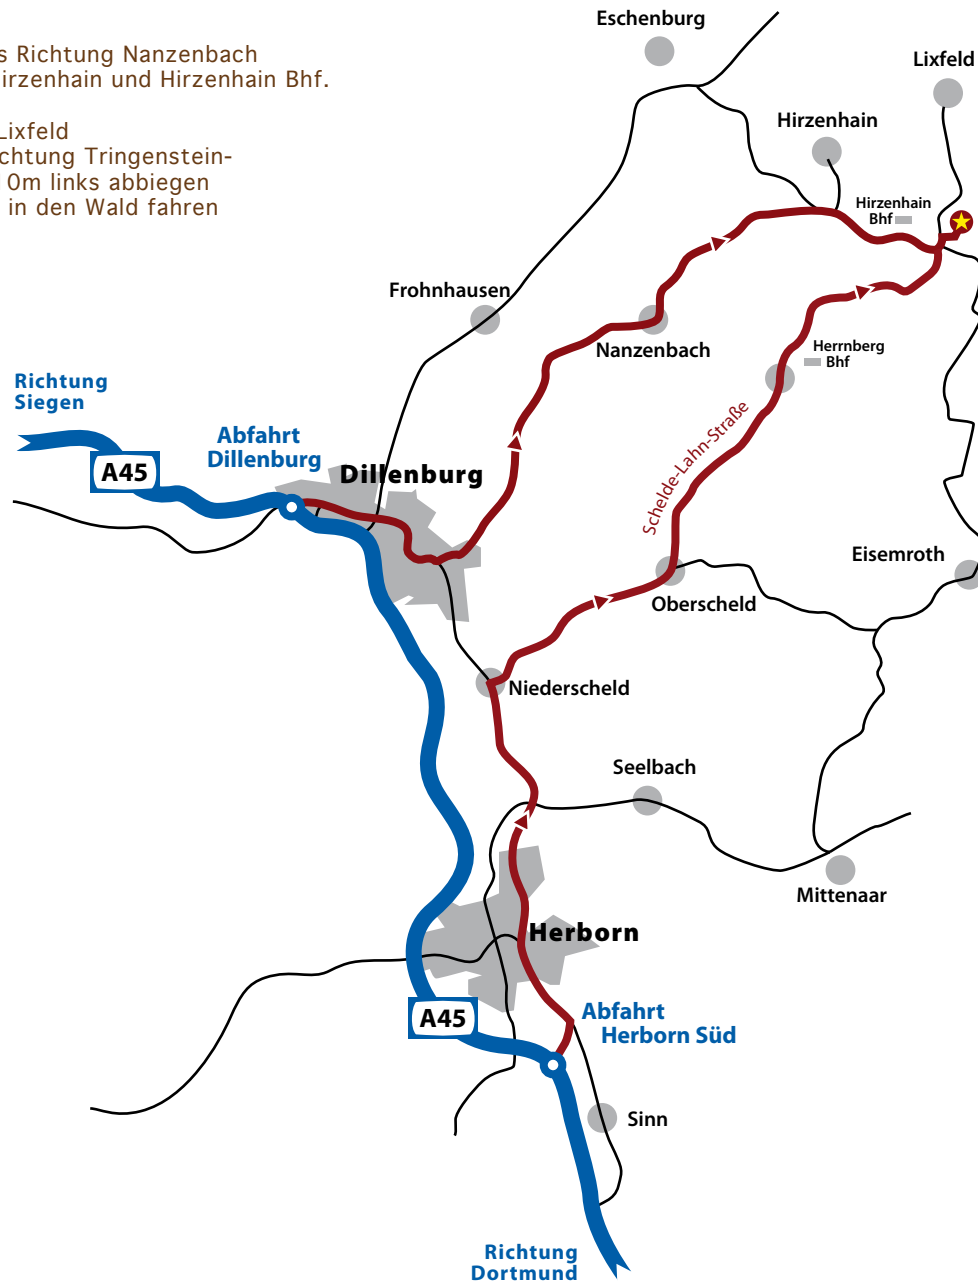 s Richtung Nanzenbach
irzenhain und Hirzenhain Bhf.
Lixfeld
chtung Tringenstein-
0m links abbiegen
in den Wald fahren
Eschenburg
Lixfeld
Hirzenhain
Hirzenhain
Bhf
Frohnhausen
Nanzenbach
Herrnberg
Bhf
Richtung
Siegen
Abfahrt
Dillenburg
A45
Dillenburg
Schelde-Lahn-Straße
Eisemroth
Oberscheld
Niederscheld
Seelbach
Mittenaar
Herborn
A45
Abfahrt
Herborn Süd
Sinn
Richtung
Dortmund